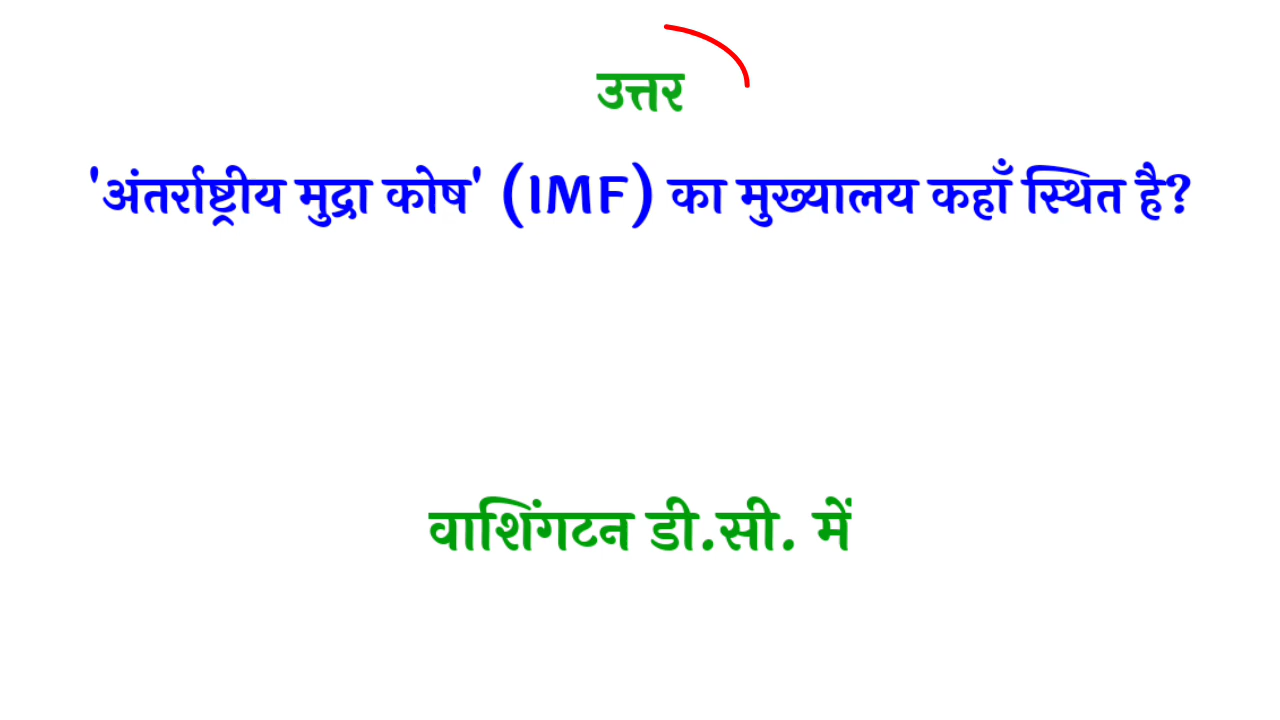 उत्तर
'अंतर्राष्ट्रीय मुद्रा कोष' (IMF) का मुख्यालय कहाँ स्थित है?
वाशिंगटन डी.सी. में